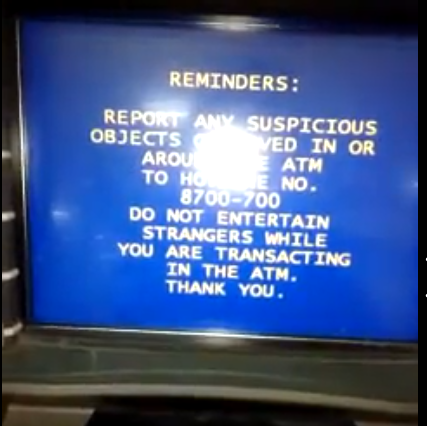 REMINDERS:
REPORT ANY SUSPICIOUS
OBJECTS IN OR
ATM
TO NO.
8700-700
DO NOT ENTERTAIN
STRANGERS WHILE
YOU ARE TRANSACTING
IN THE ATM.
THANK YOU.